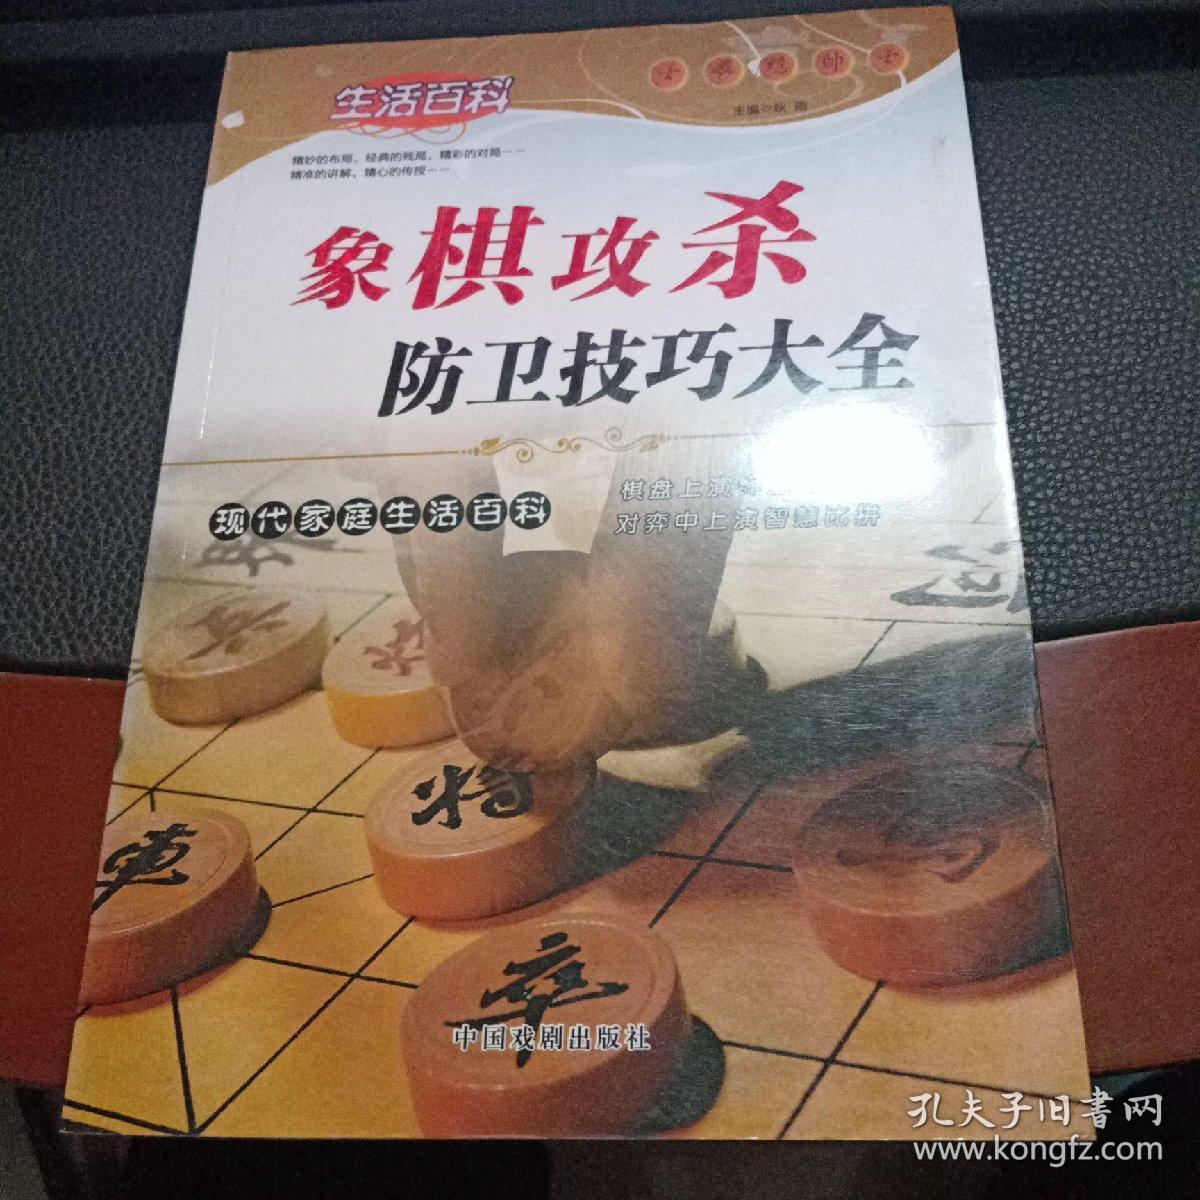 生活百科
主编◎秋 雨
精妙的布局、经典的残局，精彩的对局……
精准的讲解、精心的传授……
象棋攻杀
防卫技巧大全
现代家庭生活百科
棋盘上演
对弈中上演智慧比拼
将
卒
中国戏剧出版社
孔夫子旧書网
www.kongfz.com